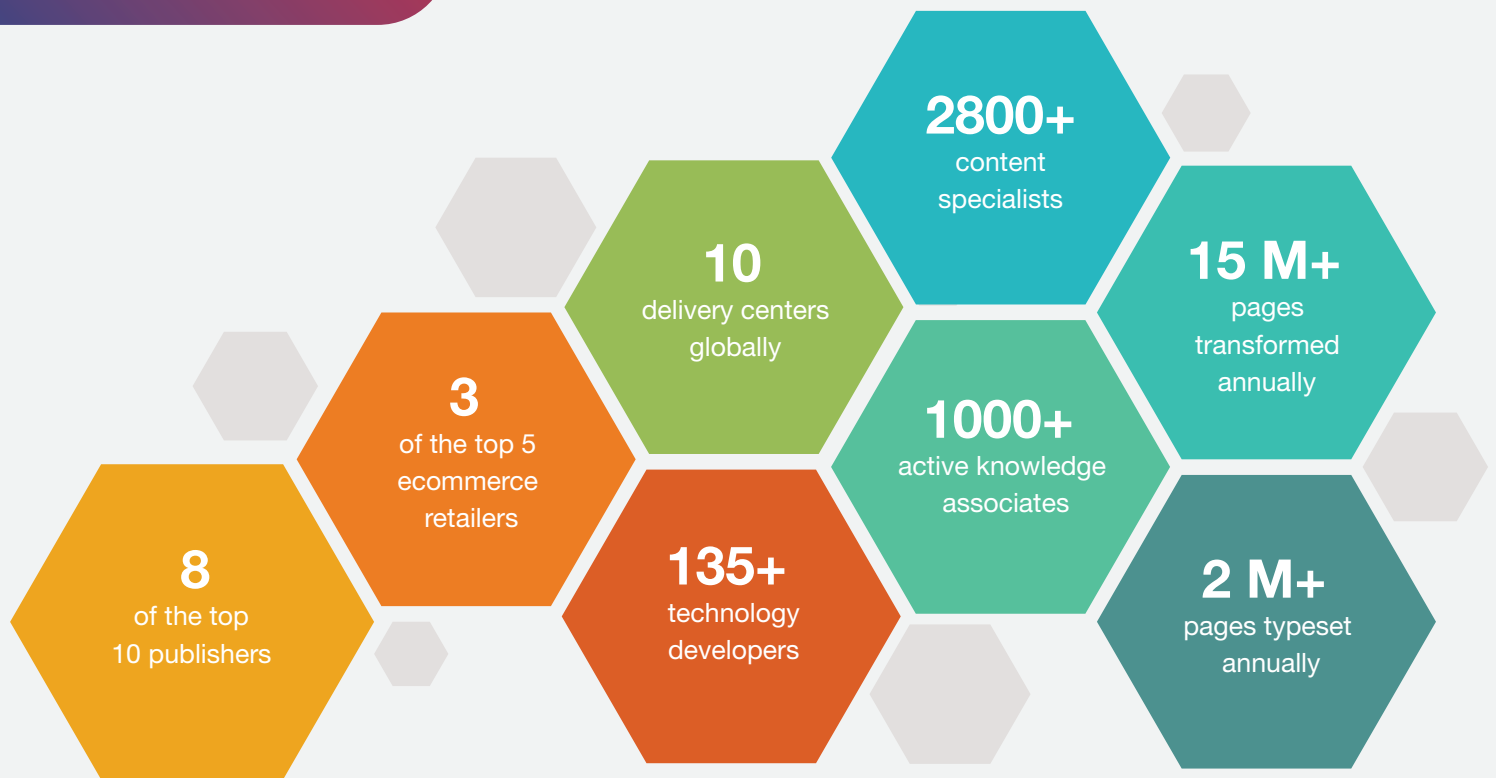 2800+
content
specialists
15 M+
pages
transformed
annually
10
delivery centers
globally
3
of the top 5
ecommerce
retailers
1000+
active knowledge
associates
8
of the top
10 publishers
135+
technology
developers
2 M+
pages typeset
annually